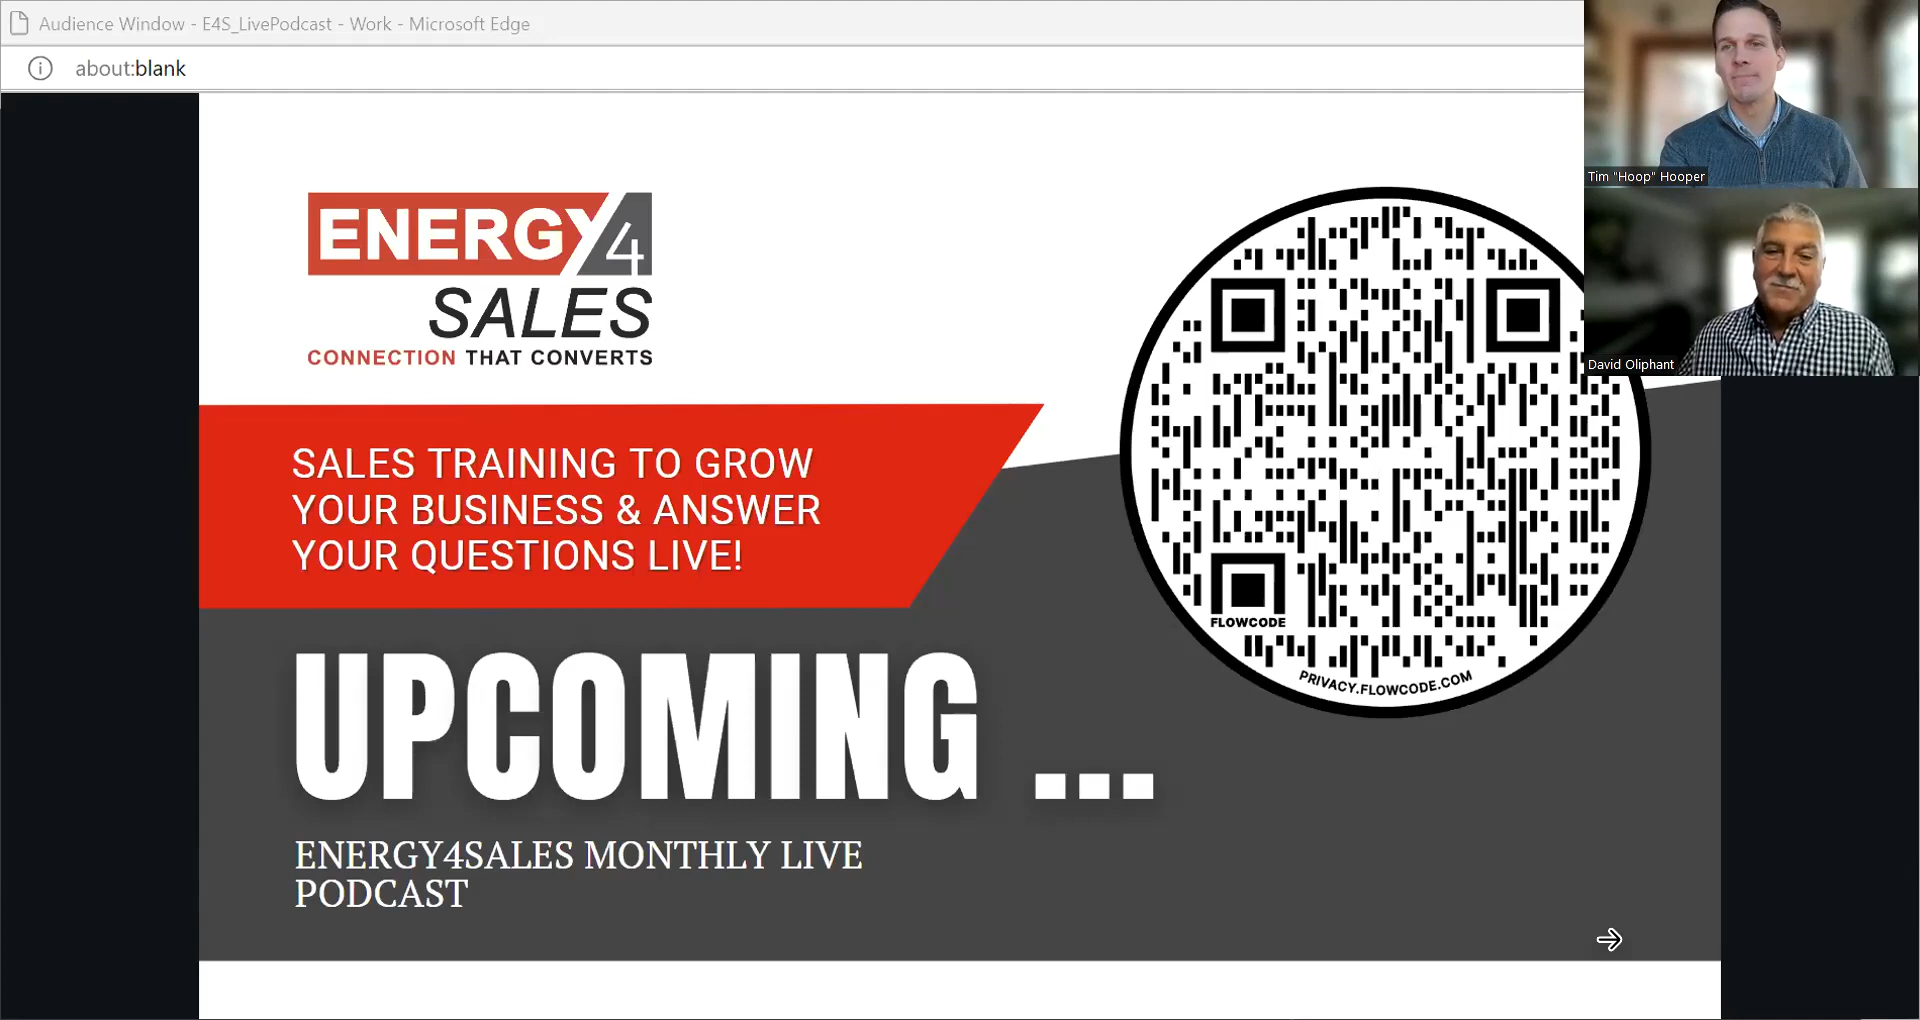 Audience Window - E4S_LivePodcast - Work - Microsoft Edge
about:blank
Tim "Hoop" Hooper
David Oliphant
ENERGY4
SALES
CONNECTION THAT CONVERTS
SALES TRAINING TO GROW
YOUR BUSINESS & ANSWER
YOUR QUESTIONS LIVE!
FLOWCODE
PRIVACY.FLOWCODE.COM
UPCOMING ...
ENERGY4SALES MONTHLY LIVE
PODCAST